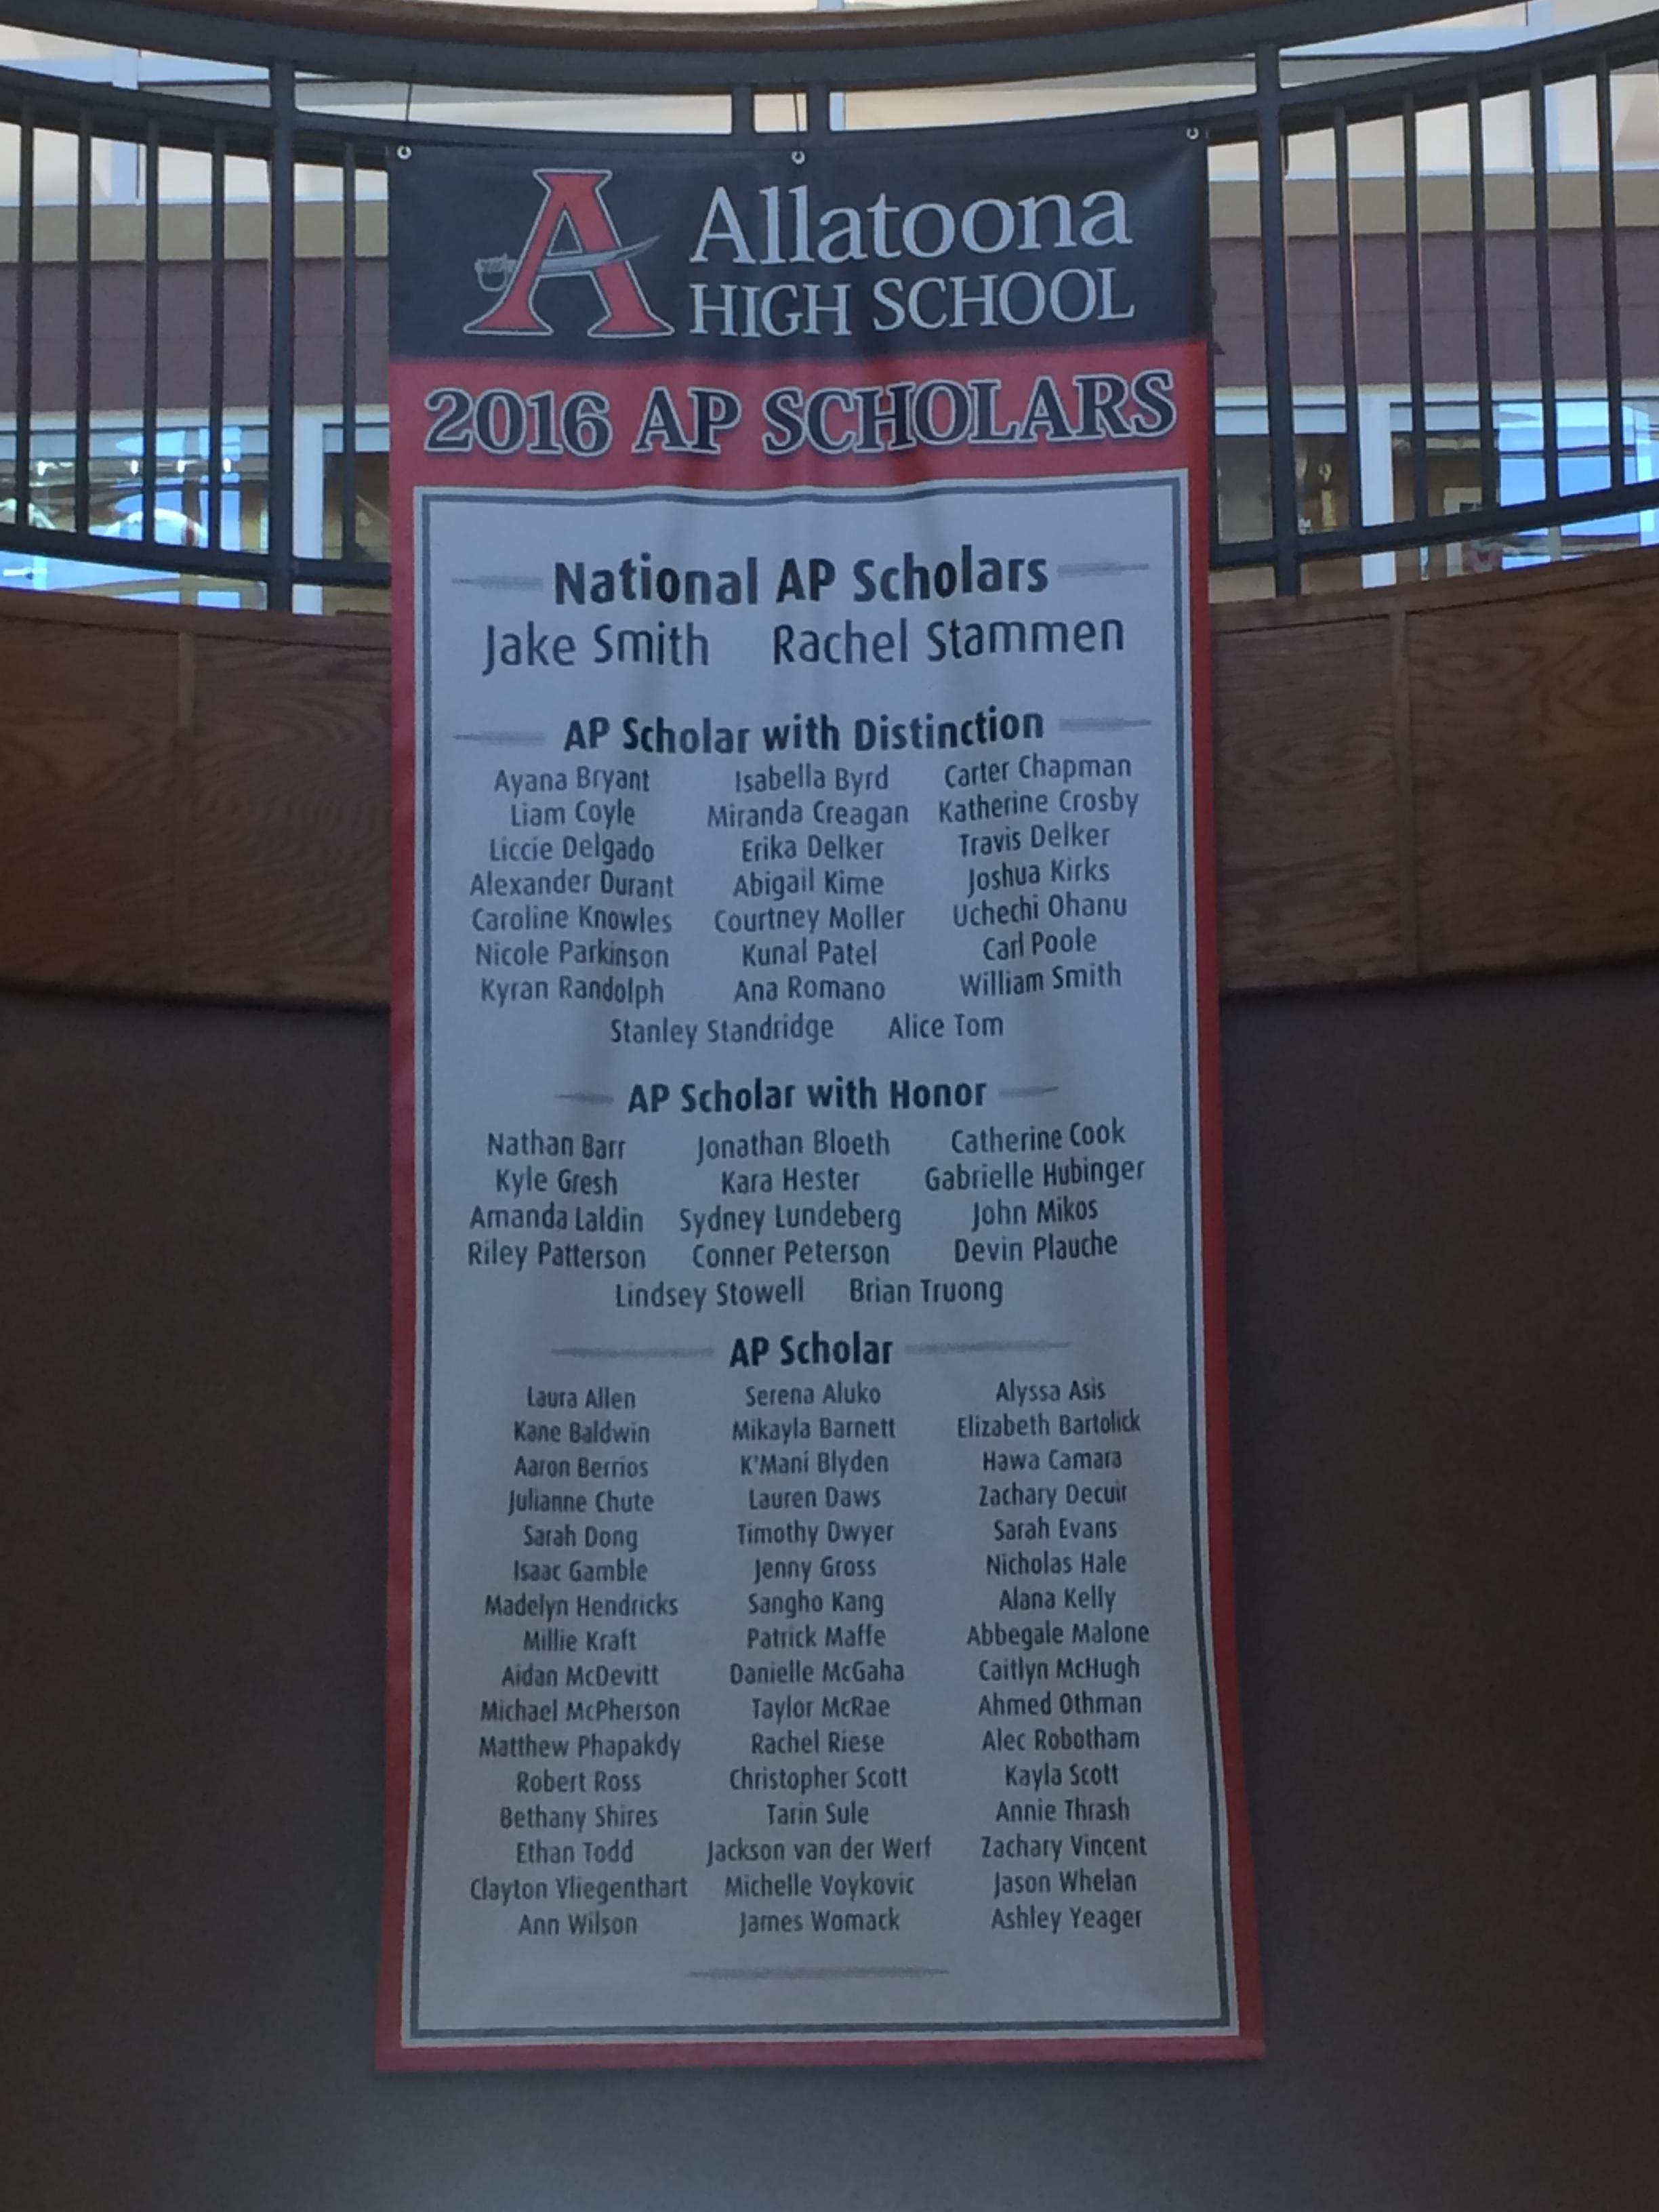 A Allatoona
HIGH SCHOOL
2016 AP SCHOLARS
National AP Scholars
Jake Smith Rachel Stammen
AP Scholar with Distinction
Ayana Bryant Isabella Byrd Carter Chapman
Liam Coyle Miranda Creagan Katherine Crosby
Liccie Delgado Erika Delker Travis Delker
Alexander Durant Abigail Kime Joshua Kirks
Caroline Knowles Courtney Moller Uchechi Ohanu
Nicole Parkinson Kunal Patel Carl Poole
Kyran Randolph Ana Romano William Smith
Stanley Standridge Alice Tom
AP Scholar with Honor
Nathan Barr Jonathan Bloeth Catherine Cook
Kyle Gresh Kara Hester Gabrielle Hubinger
Amanda Laldin Sydney Lundeberg John Mikos
Riley Patterson Conner Peterson Devin Plauche
Lindsey Stowell Brian Truong
AP Scholar
Laura Allen Serena Aluko Alyssa Asis
Kane Baldwin Mikayla Barnett Elizabeth Bartolick
Aaron Berrios K'Mani Blyden Hawa Camara
Julianne Chute Lauren Daws Zachary Decuir
Sarah Dong Timothy Dwyer Sarah Evans
Isaac Gamble Jenny Gross Nicholas Hale
Madelyn Hendricks Sangho Kang Alana Kelly
Millie Kraft Patrick Maffe Abbegale Malone
Aidan McDevitt Danielle McGaha Caitlyn McHugh
Michael McPherson Taylor McRae Ahmed Othman
Matthew Phapakdy Rachel Riese Alec Robotham
Robert Ross Christopher Scott Kayla Scott
Bethany Shires Tarin Sule Annie Thrash
Ethan Todd Jackson van der Werf Zachary Vincent
Clayton Vliegenthart Michelle Voykovic Jason Whelan
Ann Wilson James Womack Ashley Yeager